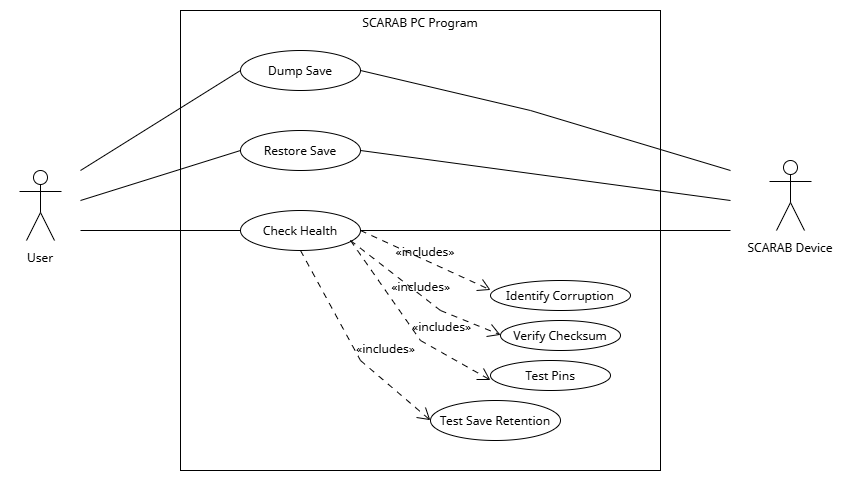 SCARAB PC Program
Dump Save
Restore Save
Check Health
User
SCARAB Device
«includes»
Identify Corruption
«includes»
Verify Checksum
«includes»
Test Pins
«includes»
Test Save Retention